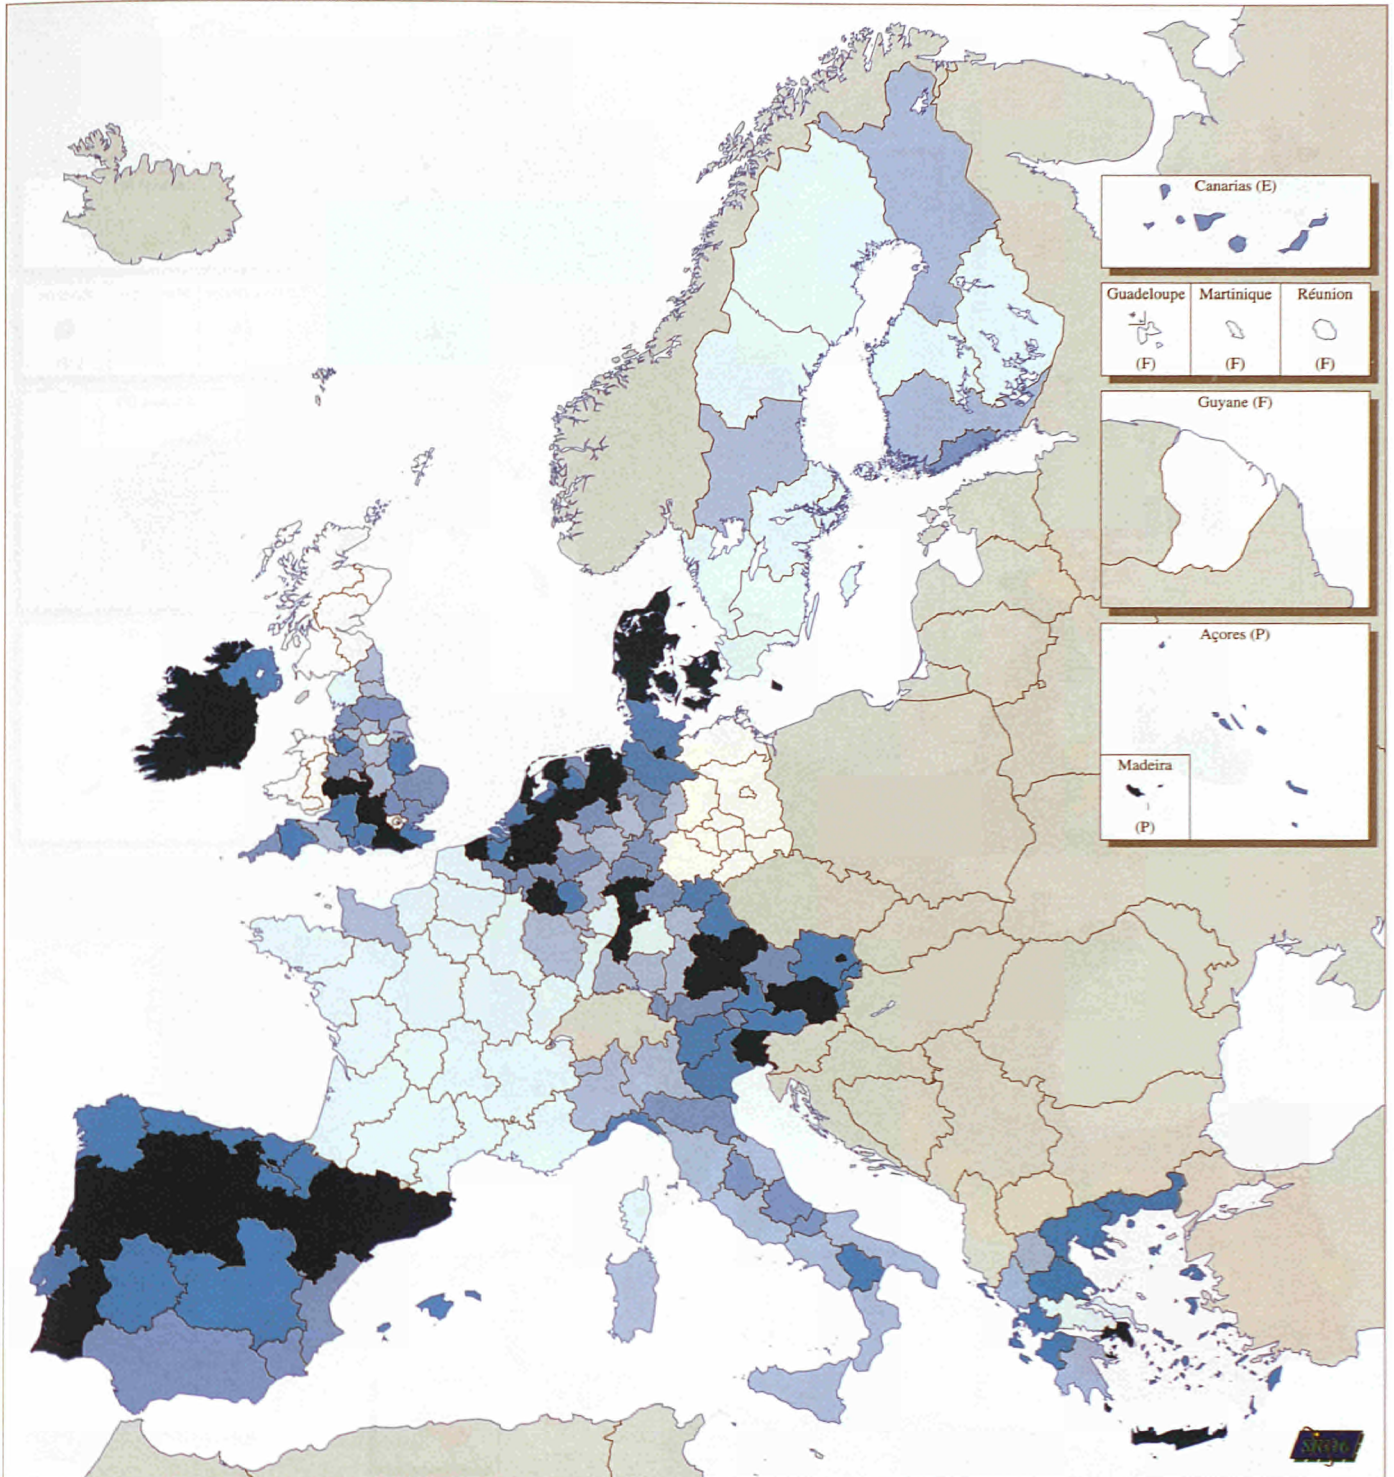 Canarias (E)
Guadeloupe
Martinique
Réunion
(F)
(F)
(F)
Guyane (F)
Açores (P)
Madeira
(P)